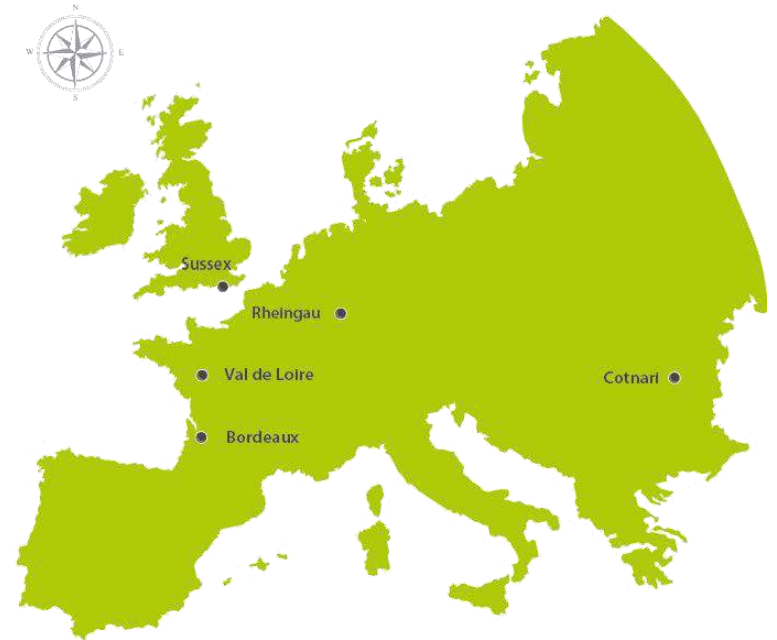 N
W
E
S
Sussex
Rheingau
Val de Loire
Cotnari
Bordeaux